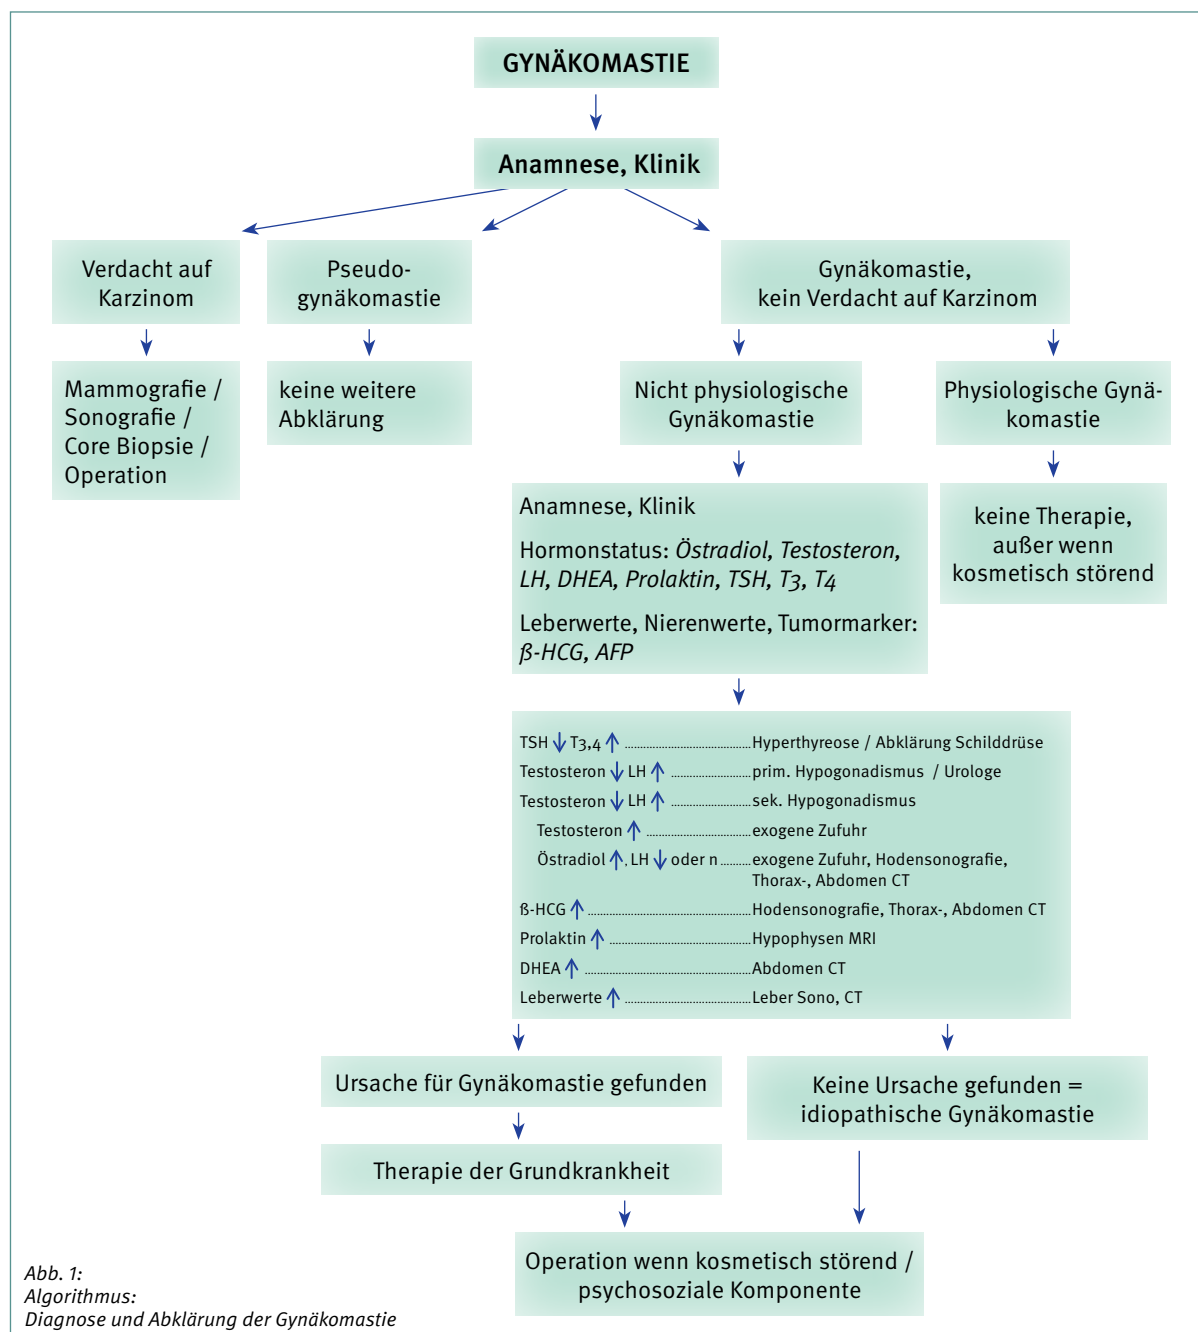 GYNÄKOMASTIE
Anamnese, Klinik
Verdacht auf
Karzinom
Pseudo-
gynäkomastie
Gynäkomastie,
kein Verdacht auf Karzinom
Mammografie /
Sonografie /
Core Biopsie /
Operation
keine weitere
Abklärung
Nicht physiologische
Gynäkomastie
Physiologische Gynä-
komastie
Anamnese, Klinik
Hormonstatus: Östradiol, Testosteron,
LH, DHEA, Prolaktin, TSH, T3, T4
Leberwerte, Nierenwerte, Tumormarker:
ß-HCG, AFP
keine Therapie,
außer wenn
kosmetisch störend
TSH ↓ T3,4 ↑ ........ Hyperthyreose / Abklärung Schilddrüse
Testosteron ↓ LH ↑ ........ prim. Hypogonadismus / Urologe
Testosteron ↓ LH ↑ ........ sek. Hypogonadismus
Testosteron ↑ ........ exogene Zufuhr
Östradiol ↑, LH ↓ oder n ........ exogene Zufuhr, Hodensonografie,
Thorax-, Abdomen CT
ß-HCG ↑ ........ Hodensonografie, Thorax-, Abdomen CT
Prolaktin ↑ ........ Hypophysen MRI
DHEA ↑ ........ Abdomen CT
Leberwerte ↑ ........ Leber Sono, CT
Ursache für Gynäkomastie gefunden
Keine Ursache gefunden =
idiopathische Gynäkomastie
Therapie der Grundkrankheit
Operation wenn kosmetisch störend /
psychosoziale Komponente
Abb. 1:
Algorithmus:
Diagnose und Abklärung der Gynäkomastie